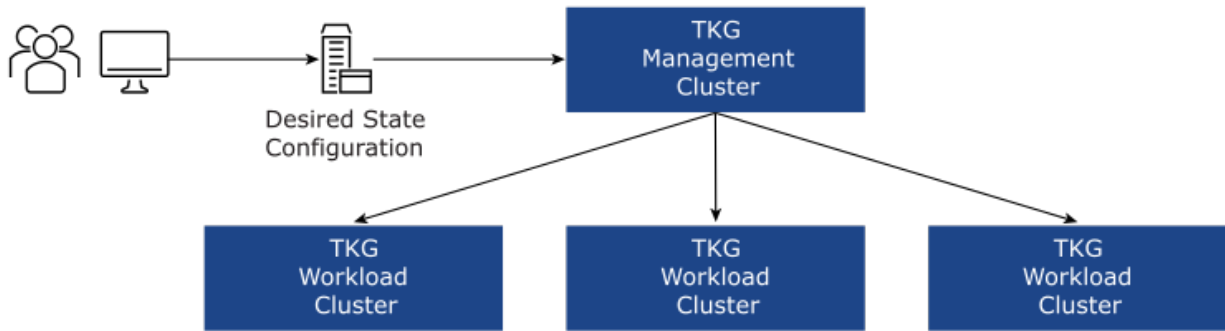 TKG
Management
Cluster
Desired State
Configuration
TKG
Workload
Cluster
TKG
Workload
Cluster
TKG
Workload
Cluster